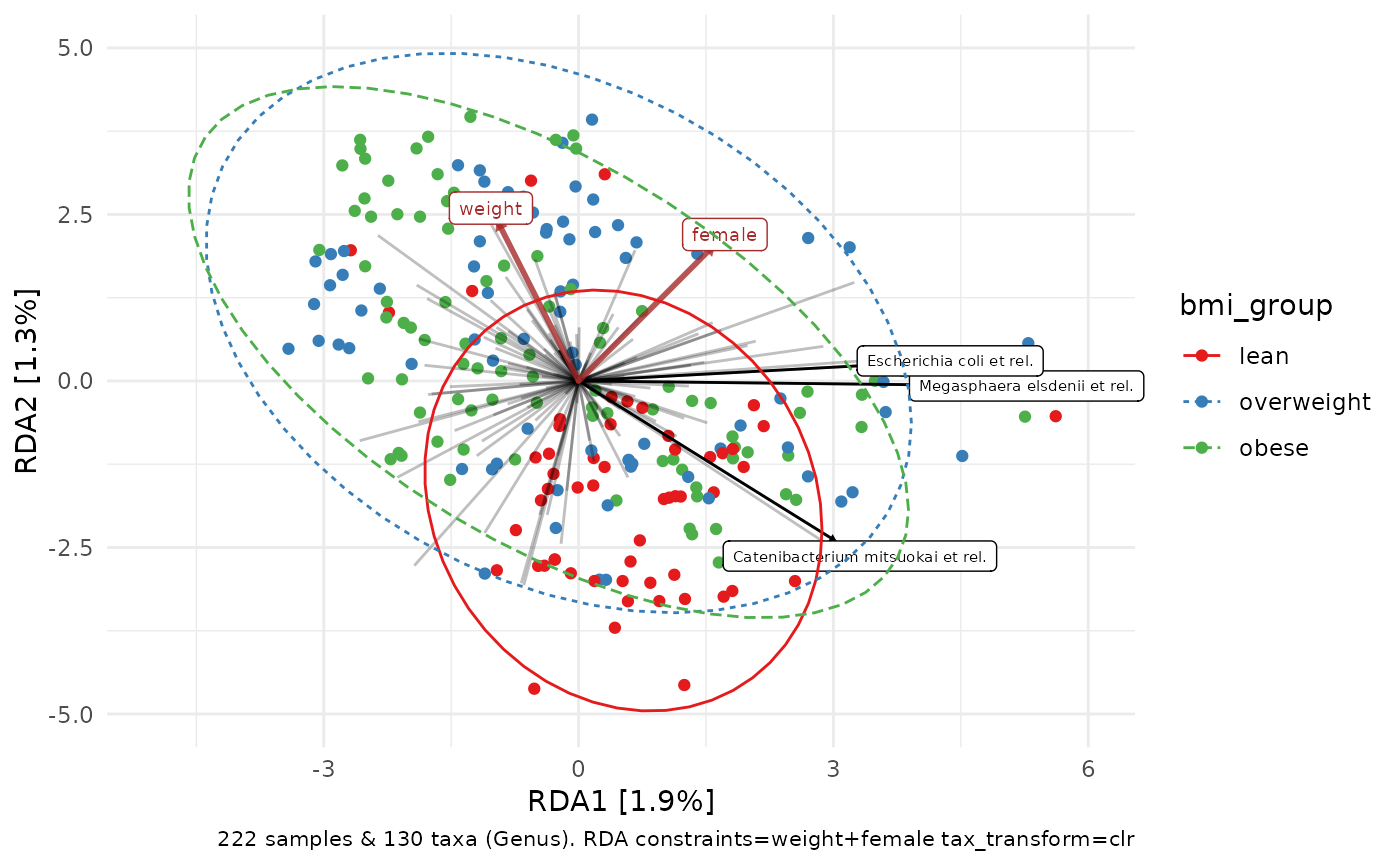 5.0
2.5
0.0
-2.5
-5.0
RDA2 [1.3%]
weight
female
Escherichia coli et rel.
Megasphaera elsdenii et rel.
Catenibacterium mitsuokai et rel.
-3
0
3
6
RDA1 [1.9%]
222 samples & 130 taxa (Genus). RDA constraints=weight+female tax_transform=clr
bmi_group
lean
overweight
obese